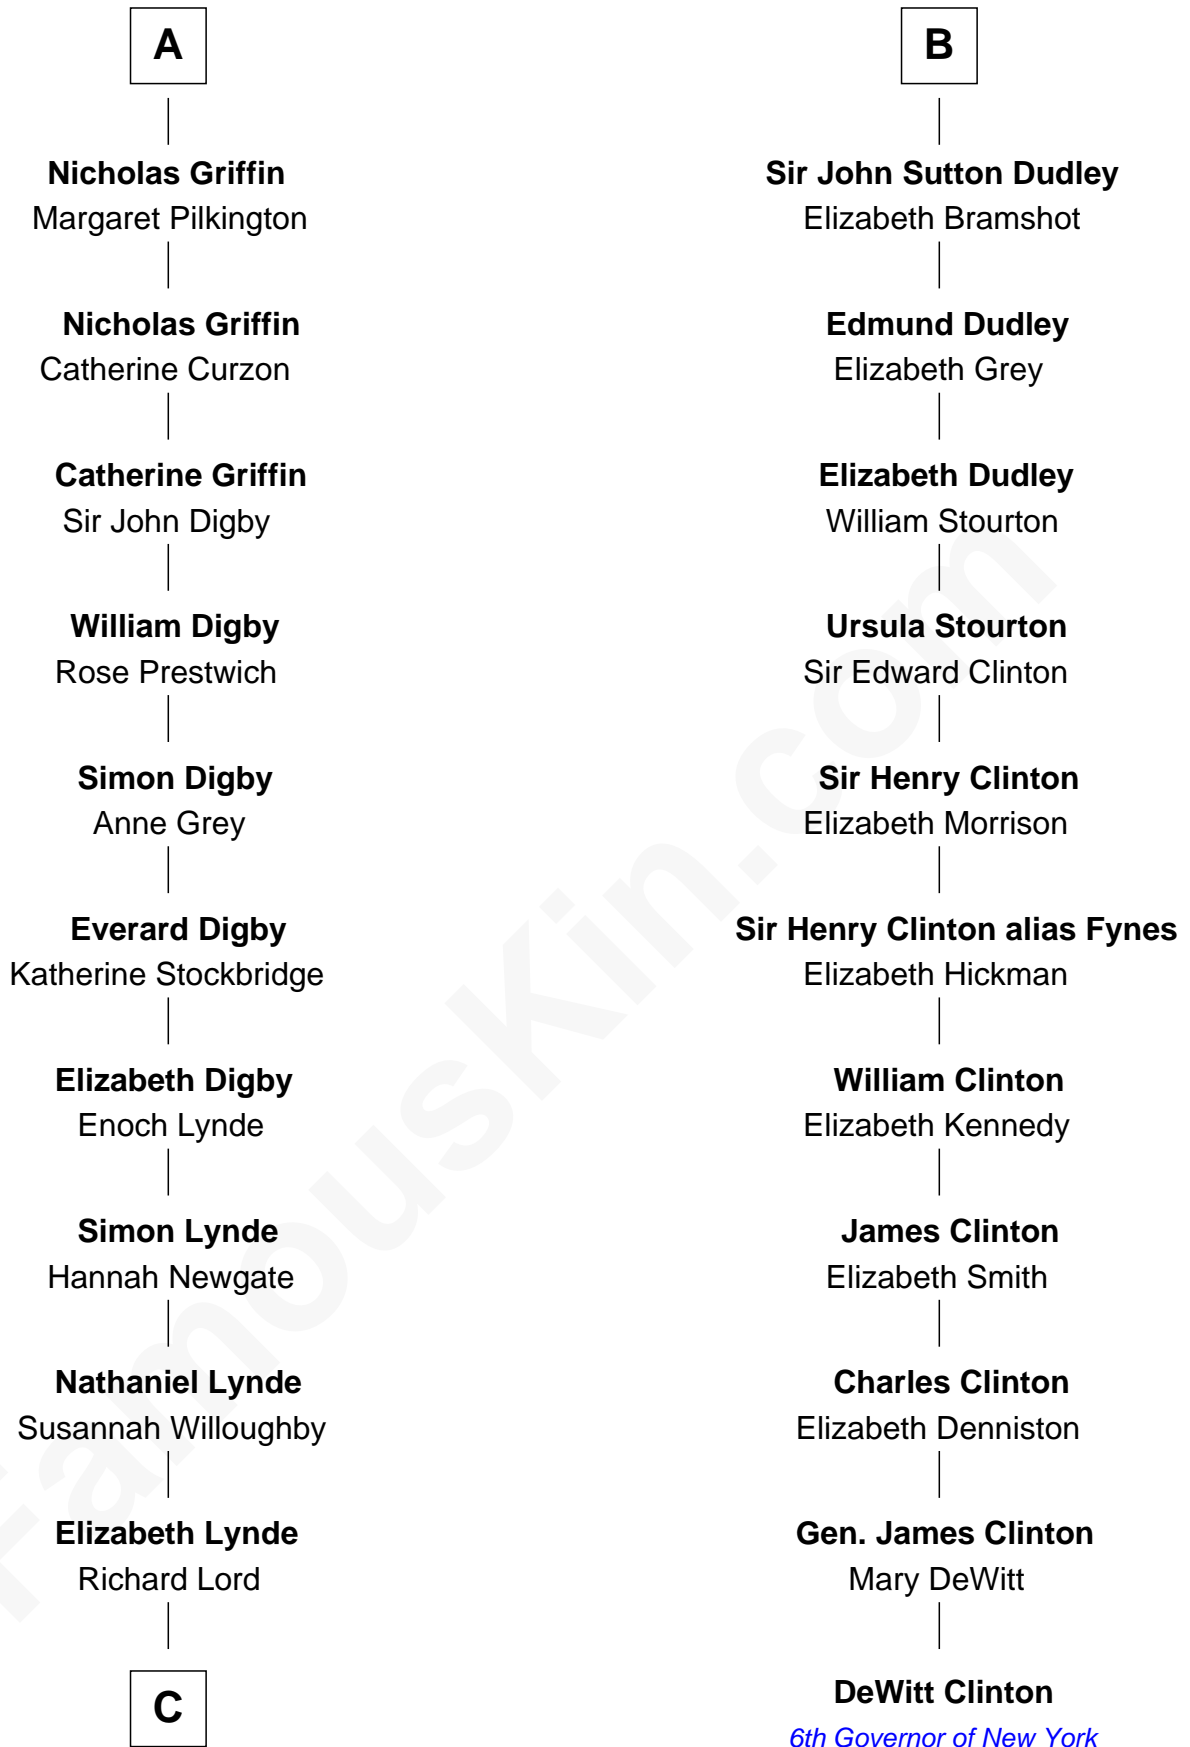 A
Nicholas Griffin
Margaret Pilkington
Nicholas Griffin
Catherine Curzon
Catherine Griffin
Sir John Digby
William Digby
Rose Prestwich
Simon Digby
Anne Grey
Everard Digby
Katherine Stockbridge
Elizabeth Digby
Enoch Lynde
Simon Lynde
Hannah Newgate
Nathaniel Lynde
Susannah Willoughby
Elizabeth Lynde
Richard Lord
C
B
Sir John Sutton Dudley
Elizabeth Bramshot
Edmund Dudley
Elizabeth Grey
Elizabeth Dudley
William Stourton
Ursula Stourton
Sir Edward Clinton
Sir Henry Clinton
Elizabeth Morrison
Sir Henry Clinton alias Fynes
Elizabeth Hickman
William Clinton
Elizabeth Kennedy
James Clinton
Elizabeth Smith
Charles Clinton
Elizabeth Denniston
Gen. James Clinton
Mary DeWitt
DeWitt Clinton
6th Governor of New York
FamousKin.com